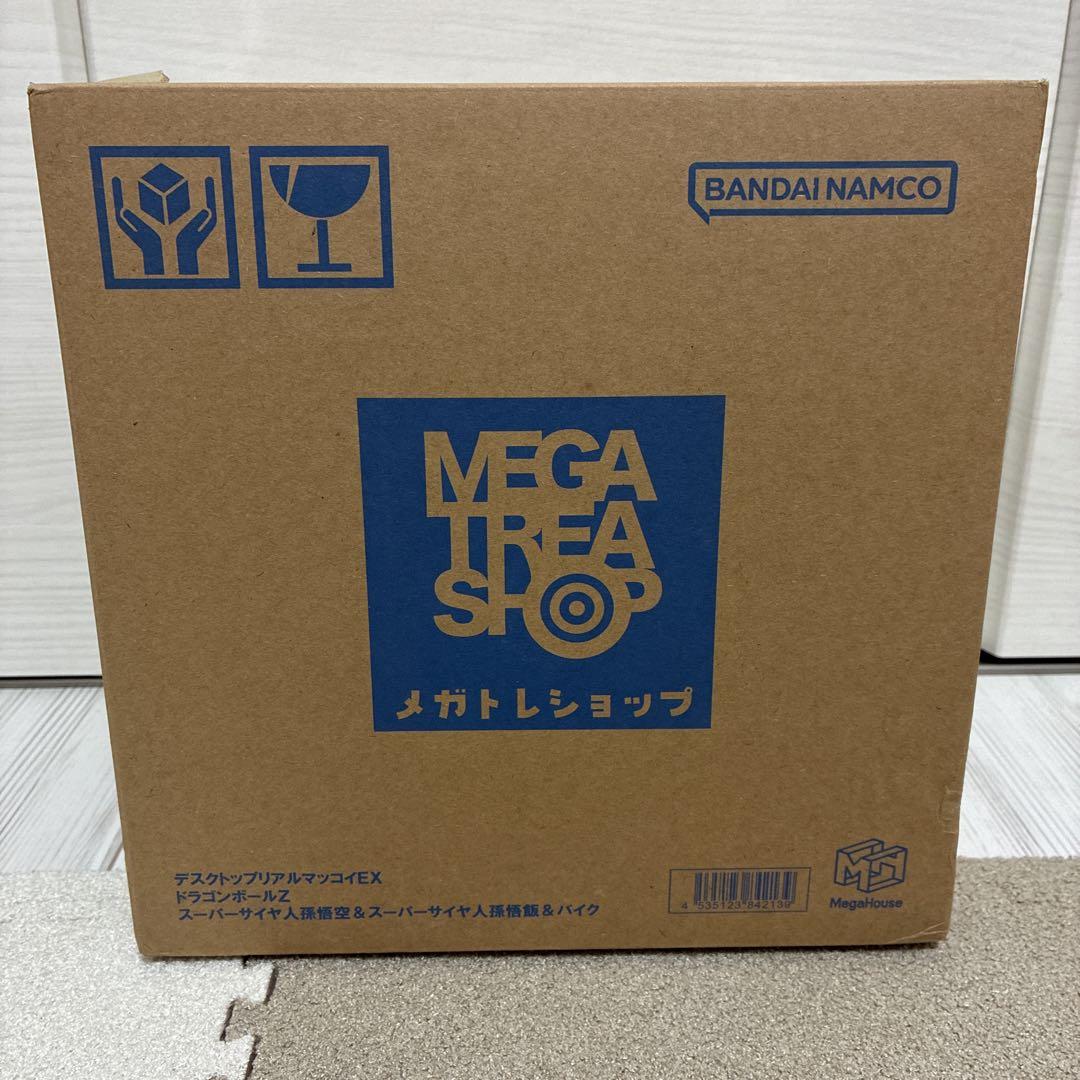 BANDAI NAMCO
MEGA
TREA
SHOP
メガトレショップ
デスクトップリアルマッコイEX
ドラゴンボールZ
スーパーサイヤ人孫悟空&スーパーサイヤ人孫悟飯&バイク
4 535123 842139
MegaHouse